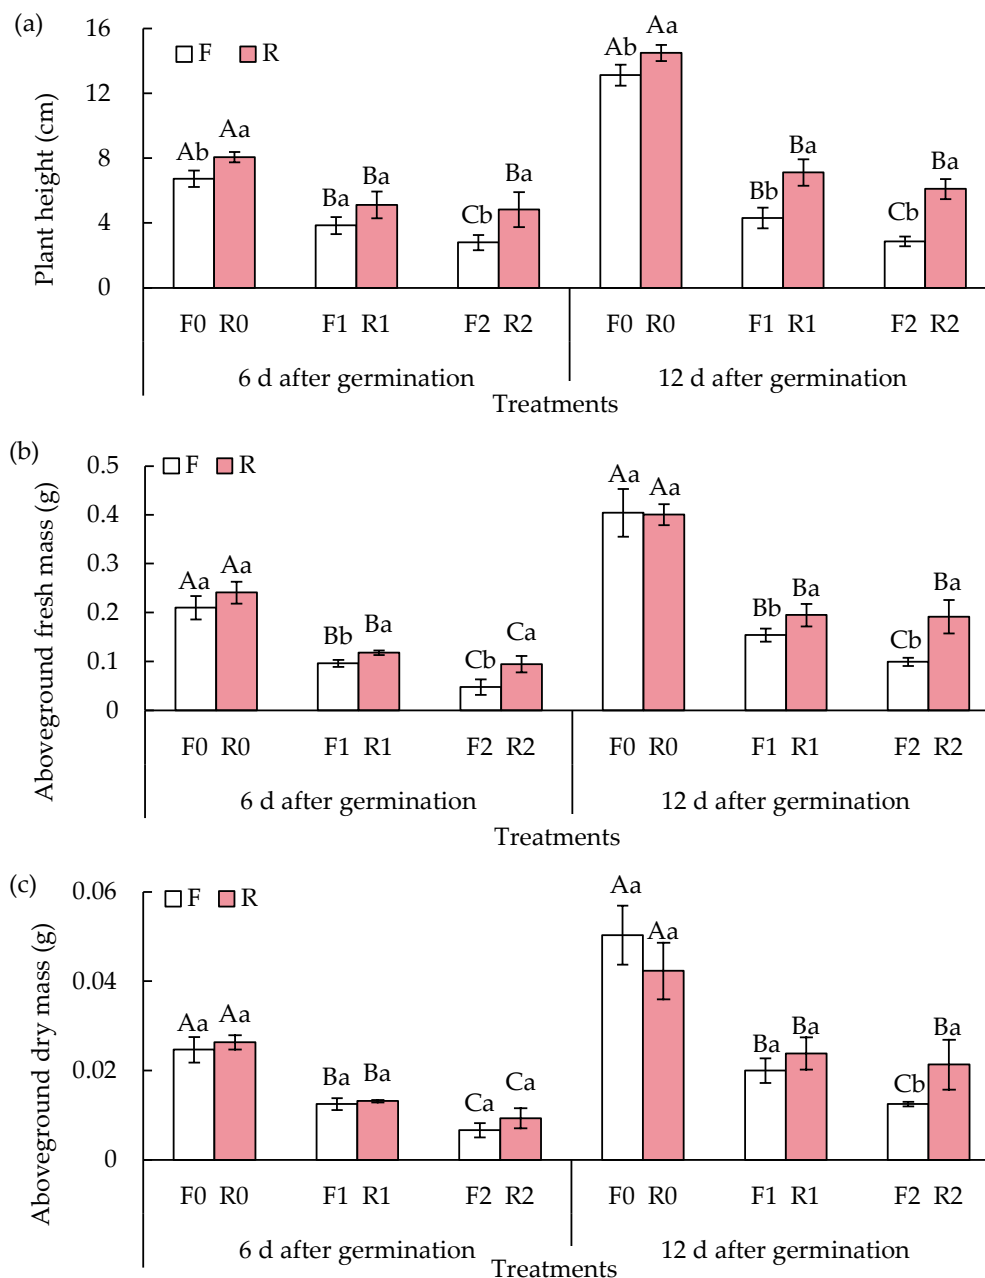 (a)
16
12
8
4
0
Plant height (cm)
F R
Ab Aa Ba Ba Cb Ba Ab Aa Bb Ba Cb Ba
F0 R0 F1 R1 F2 R2 F0 R0 F1 R1 F2 R2
6 d after germination 12 d after germination
Treatments
(b)
0.5
0.4
0.3
0.2
0.1
0
Aboveground fresh mass (g)
F R
Aa Aa Bb Ba Cb Ca Aa Aa Bb Ba Cb Ba
F0 R0 F1 R1 F2 R2 F0 R0 F1 R1 F2 R2
6 d after germination 12 d after germination
Treatments
(c)
0.06
0.04
0.02
0
Aboveground dry mass (g)
F R
Aa Aa Ba Ba Ca Ca Aa Aa Ba Ba Cb Ba
F0 R0 F1 R1 F2 R2 F0 R0 F1 R1 F2 R2
6 d after germination 12 d after germination
Treatments